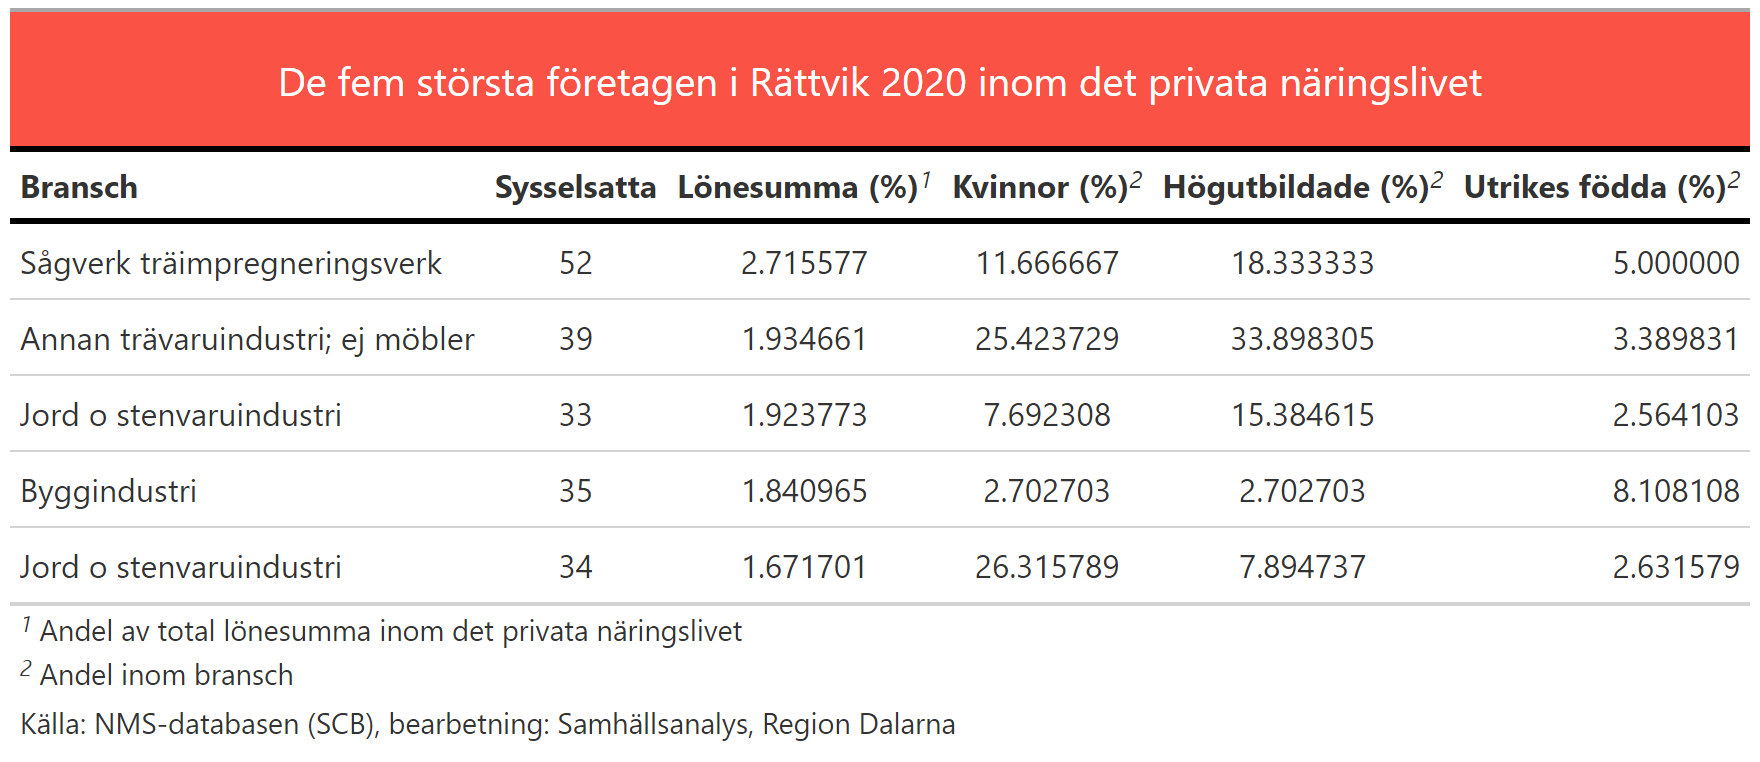 De fem största företagen i Rättvik 2020 inom det privata näringslivet
Bransch Sysselsatta Lönesumma (%)1 Kvinnor (%)2 Högutbildade (%)2 Utrikes födda (%)2
Sågverk träimpregneringsverk 52 2.715577 11.666667 18.333333 5.000000
Annan trävaruindustri; ej möbler 39 1.934661 25.423729 33.898305 3.389831
Jord o stenvaruindustri 33 1.923773 7.692308 15.384615 2.564103
Byggindustri 35 1.840965 2.702703 2.702703 8.108108
Jord o stenvaruindustri 34 1.671701 26.315789 7.894737 2.631579
1 Andel av total lönesumma inom det privata näringslivet
2 Andel inom bransch
Källa: NMS-databasen (SCB), bearbetning: Samhällsanalys, Region Dalarna